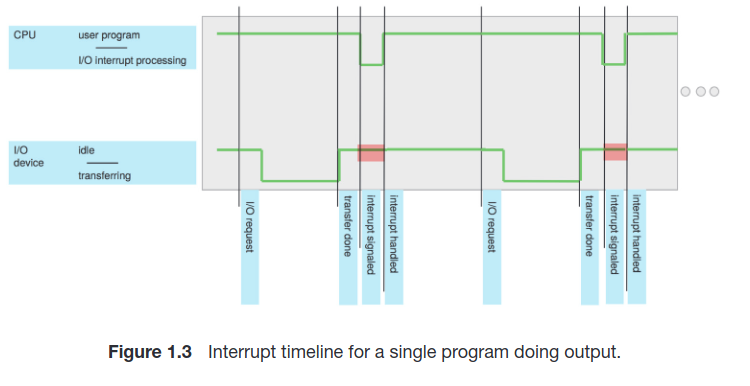 CPU
user program
I/O interrupt processing
I/O
device
idle
transferring
I/O request
transfer done
interrupt signaled
interrupt handled
I/O request
transfer done
interrupt signaled
interrupt handled
Figure 1.3 Interrupt timeline for a single program doing output.